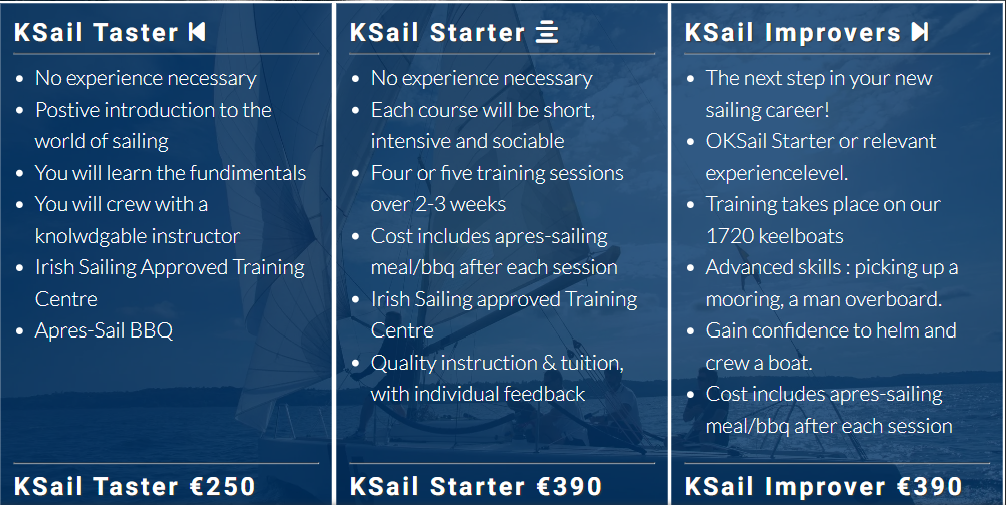 KSail Taster
No experience necessary
Postive introduction to the
world of sailing
You will learn the fundimentals
You will crew with a
knolwdgable instructor
Irish Sailing Approved Training
Centre
Apres-Sail BBQ
KSail Taster €250
KSail Starter
No experience necessary
Each course will be short,
intensive and sociable
Four or five training sessions
over 2-3 weeks
Cost includes apres-sailing
meal/bbq after each session
Irish Sailing approved Training
Centre
Quality instruction & tuition,
with individual feedback
KSail Starter €390
KSail Improvers
The next step in your new
sailing career!
OKSail Starter or relevant
experiencelevel.
Training takes place on our
1720 keelboats
Advanced skills : picking up a
mooring, a man overboard.
Gain confidence to helm and
crew a boat.
Cost includes apres-sailing
meal/bbq after each session
KSail Improver €390